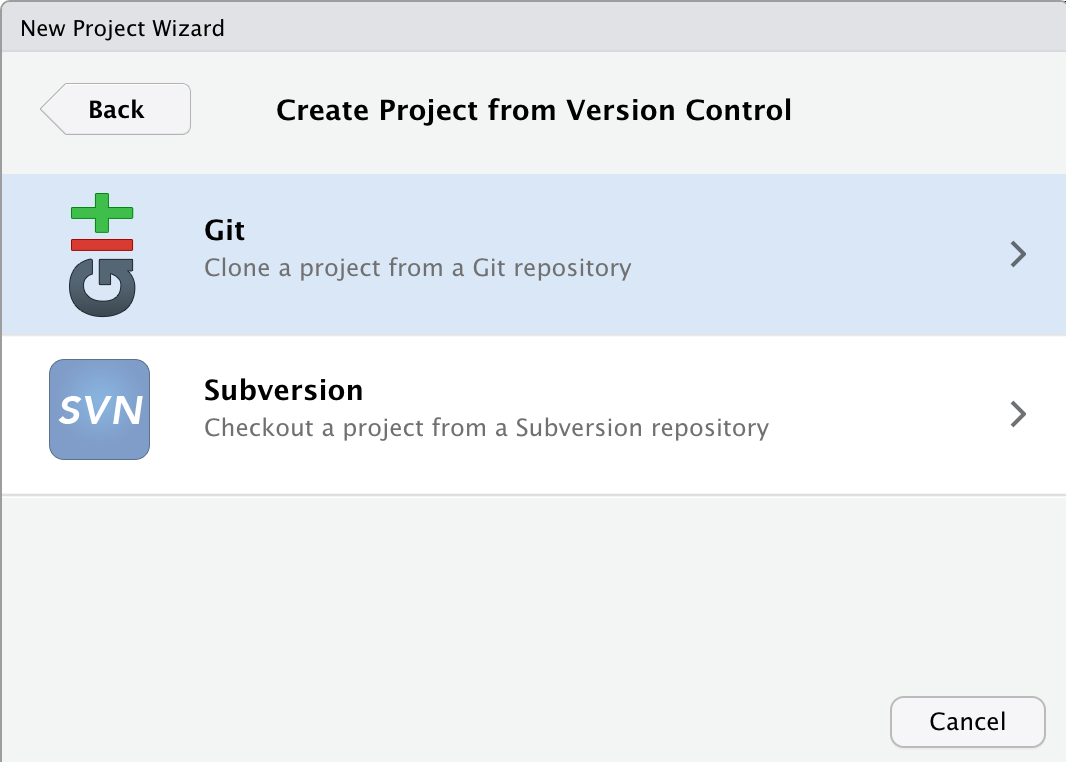 New Project Wizard
Back
Create Project from Version Control
Git
Git
Clone a project from a Git repository
SVN
Subversion
Checkout a project from a Subversion repository
Cancel